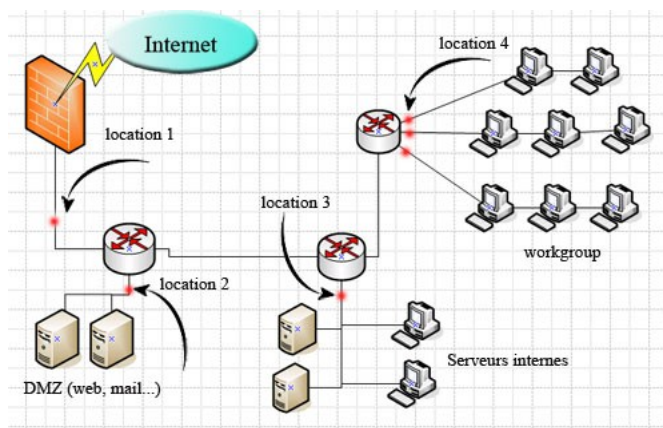 Internet
location 4
location 1
location 3
workgroup
location 2
Serveurs internes
DMZ (web, mail...)